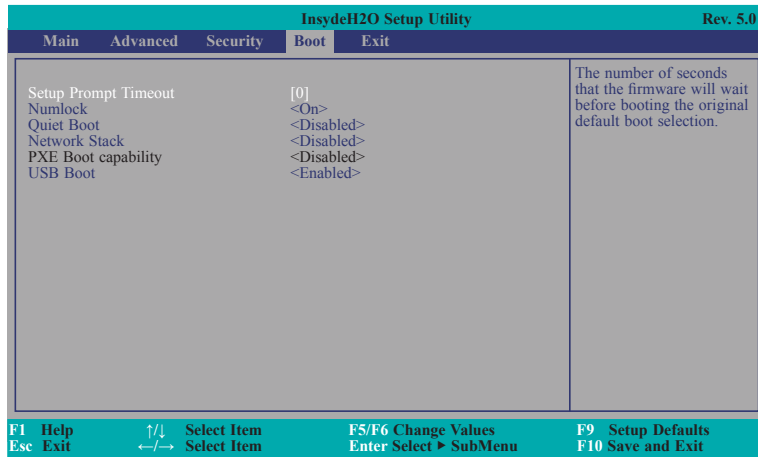 InsydeH2O Setup Utility Rev. 5.0
Main Advanced Security Boot Exit
Setup Prompt Timeout [0]
Numlock <On>
Quiet Boot <Disabled>
Network Stack <Disabled>
PXE Boot capability <Disabled>
USB Boot <Enabled>
The number of seconds
that the firmware will wait
before booting the original
default boot selection.
F1 Help ↑/↓ Select Item F5/F6 Change Values F9 Setup Defaults
Esc Exit ←/→ Select Item Enter Select ► SubMenu F10 Save and Exit